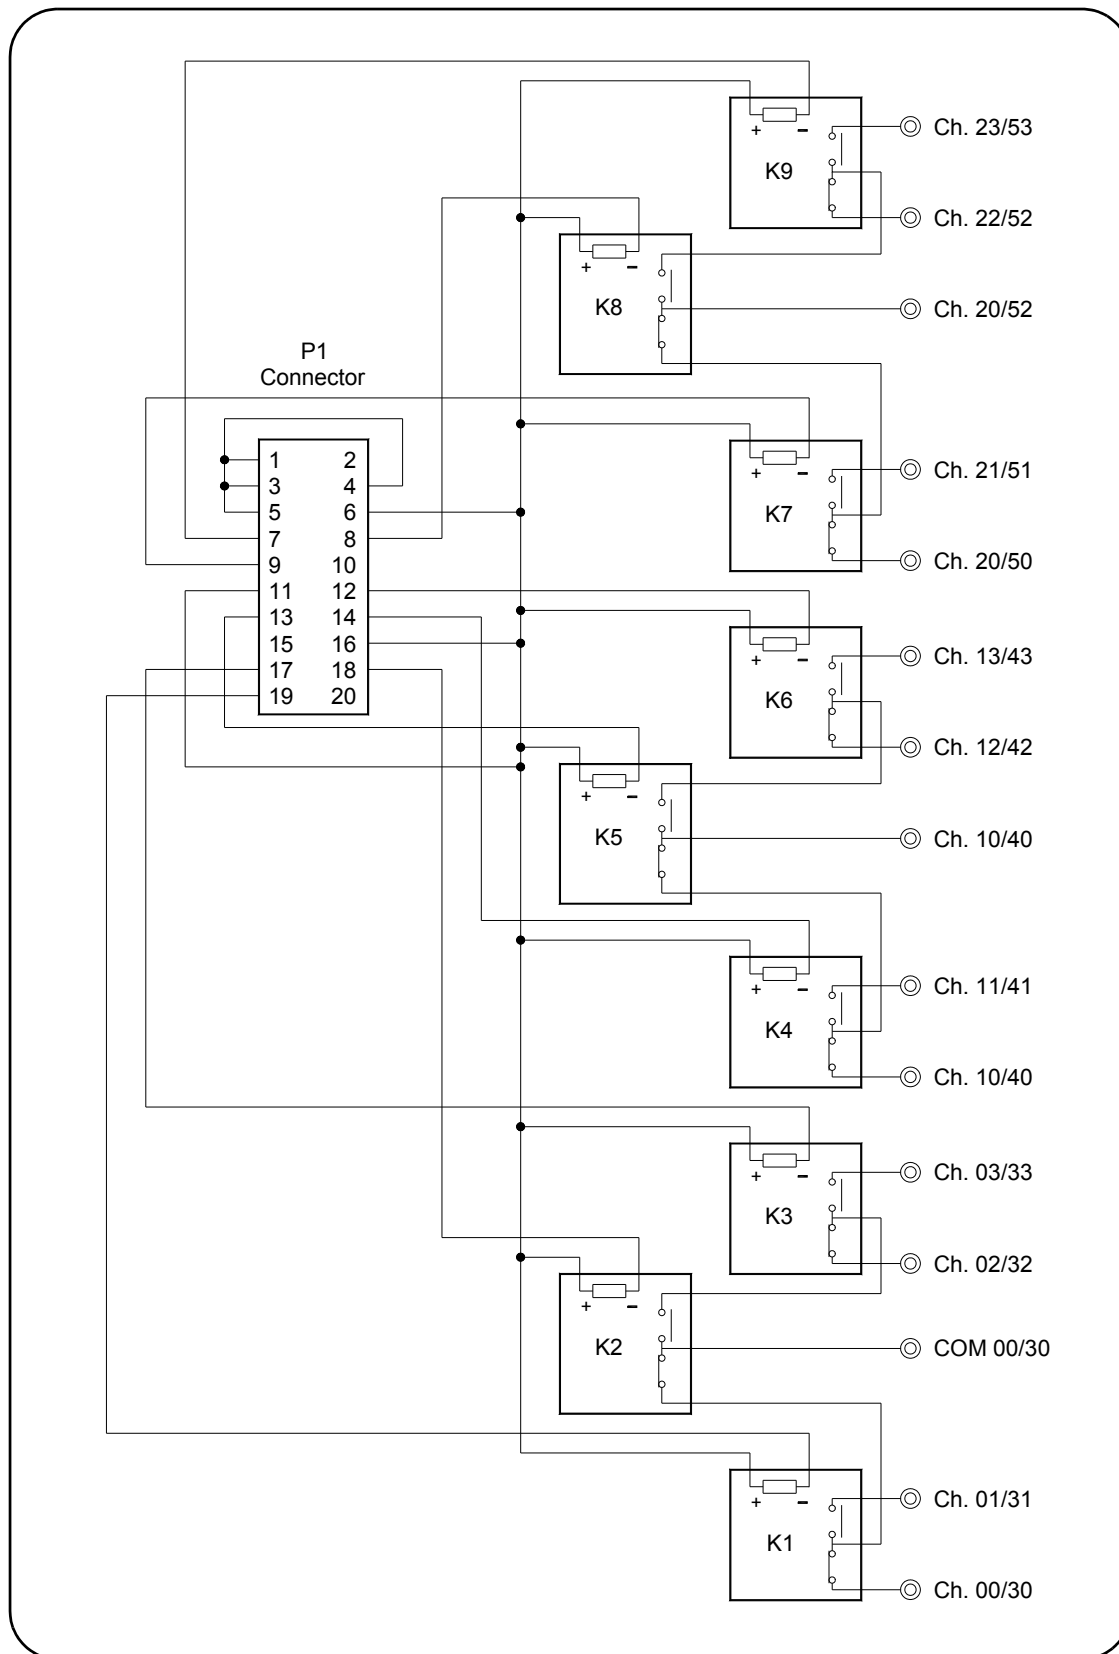 + –
K9
Ch. 23/53
Ch. 22/52
+ –
K8
Ch. 20/52
P1
Connector
1 2
3 4
5 6
7 8
9 10
11 12
13 14
15 16
17 18
19 20
+ –
K7
Ch. 21/51
Ch. 20/50
+ –
K6
Ch. 13/43
Ch. 12/42
+ –
K5
Ch. 10/40
+ –
K4
Ch. 11/41
Ch. 10/40
+ –
K3
Ch. 03/33
Ch. 02/32
+ –
K2
COM 00/30
+ –
K1
Ch. 01/31
Ch. 00/30